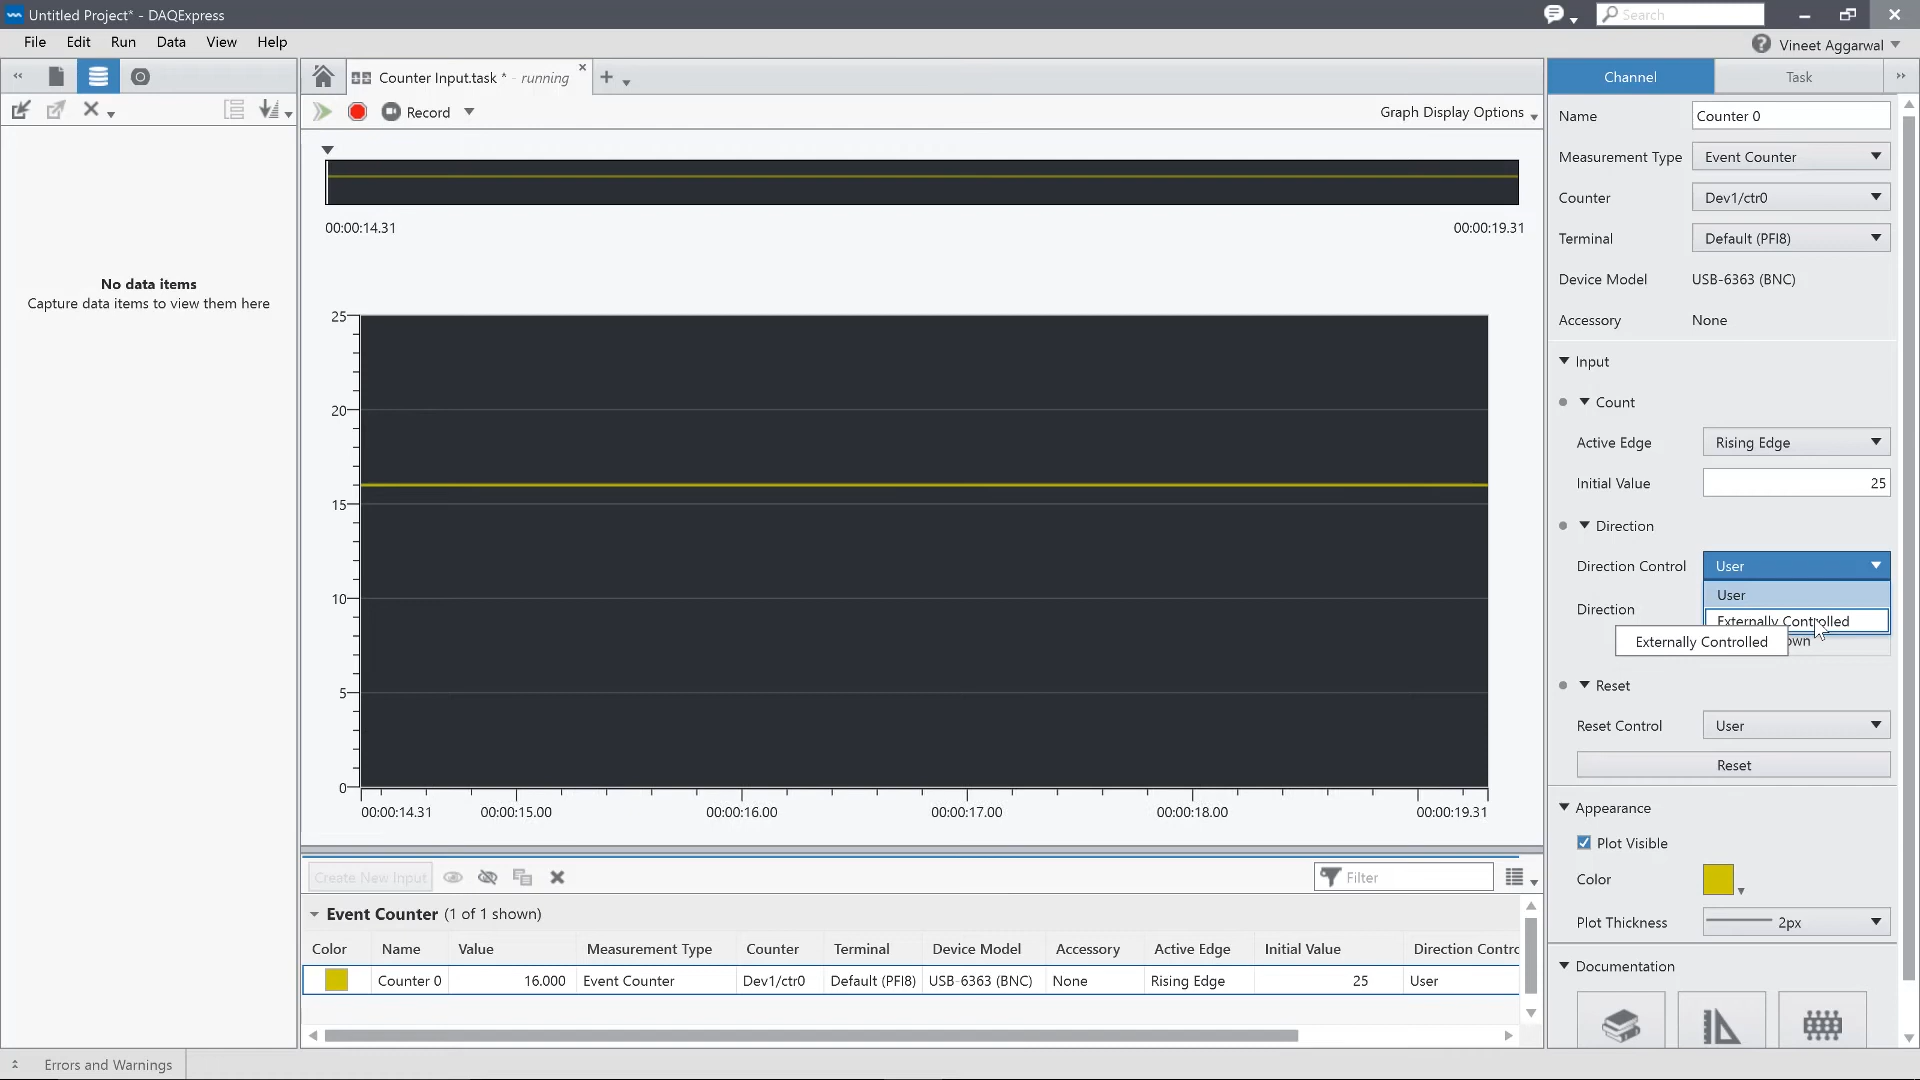 Untitled Project* - DAQExpress
Search
File Edit Run Data View Help
Vineet Aggarwal
Counter Input.task * - running
Record
Graph Display Options
No data items
Capture data items to view them here
00:00:14.31
00:00:19.31
25
20
15
10
5
0
00:00:14.31 00:00:15.00 00:00:16.00 00:00:17.00 00:00:18.00 00:00:19.31
Create New Input
Filter
Event Counter (1 of 1 shown)
Color Name Value Measurement Type Counter Terminal Device Model Accessory Active Edge Initial Value Direction Contro
Counter 0 16.000 Event Counter Dev1/ctr0 Default (PFI8) USB-6363 (BNC) None Rising Edge 25 User
Errors and Warnings
Channel Task
Name Counter 0
Measurement Type Event Counter
Counter Dev1/ctr0
Terminal Default (PFI8)
Device Model USB-6363 (BNC)
Accessory None
Input
Count
Active Edge Rising Edge
Initial Value 25
Direction
Direction Control User
User
Direction
Externally Controlled
Externally Controlled
own
Reset
Reset Control User
Reset
Appearance
Plot Visible
Color
Plot Thickness 2px
Documentation